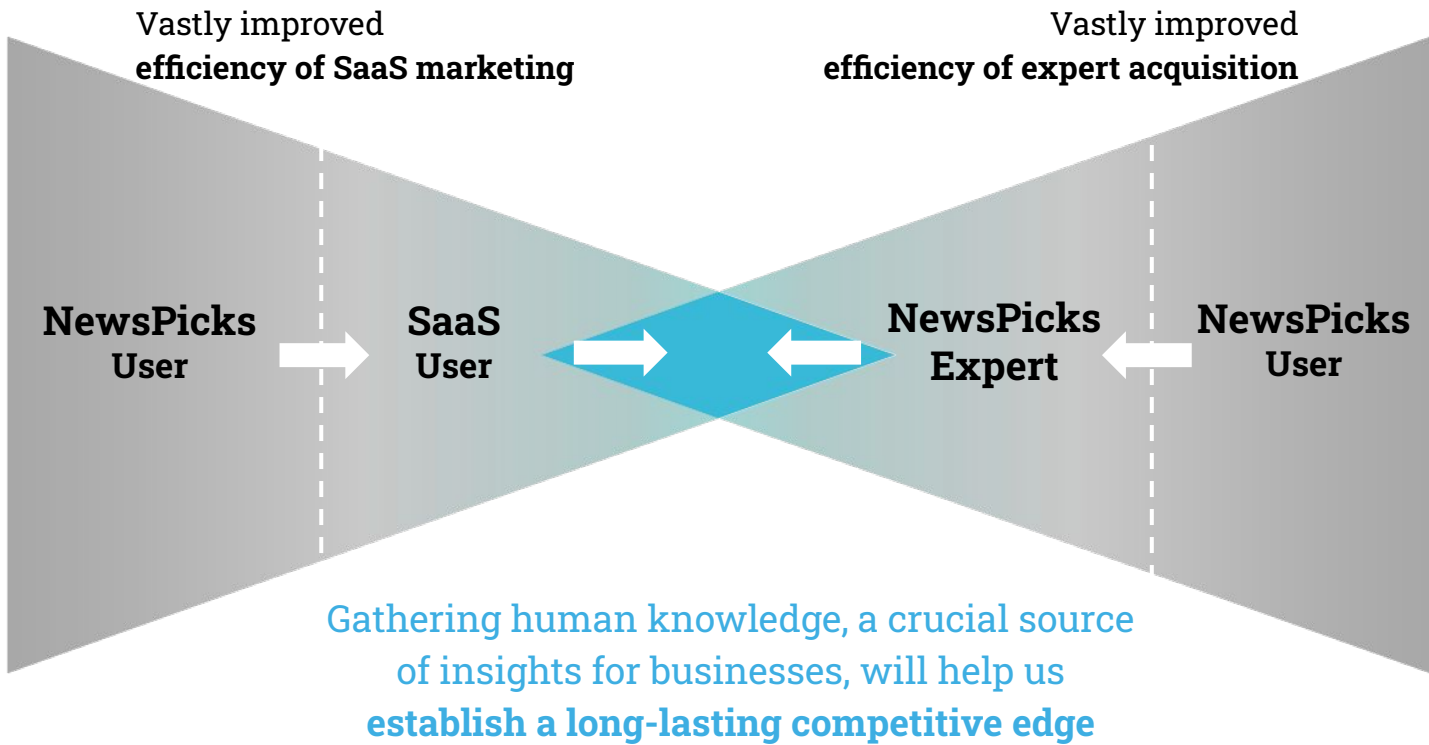 Vastly improved
efficiency of SaaS marketing
Vastly improved
efficiency of expert acquisition
NewsPicks
User
SaaS
User
NewsPicks
Expert
NewsPicks
User
Gathering human knowledge, a crucial source
of insights for businesses, will help us
establish a long-lasting competitive edge